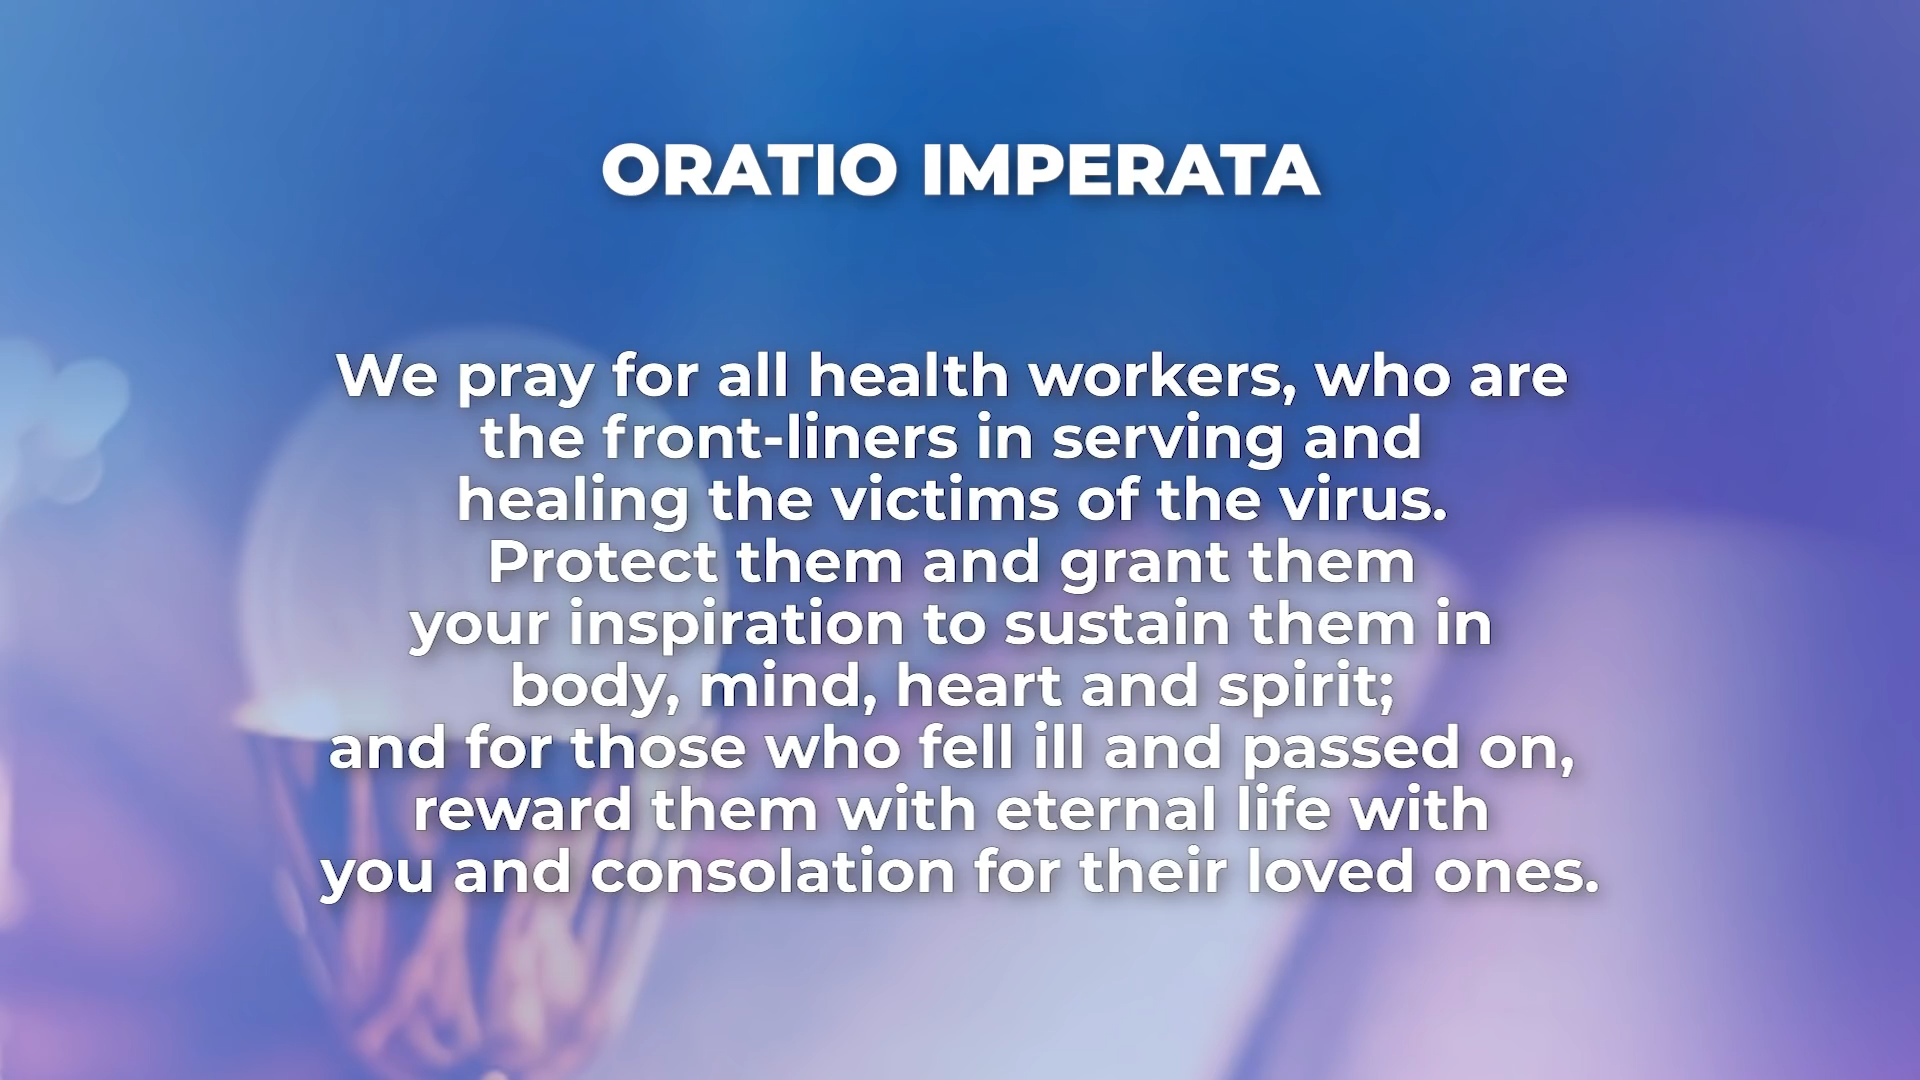 ORATIO IMPERATA
We pray for all health workers, who are
the front-liners in serving and
healing the victims of the virus.
Protect them and grant them
your inspiration to sustain them in
body, mind, heart and spirit;
and for those who fell ill and passed on,
reward them with eternal life with
you and consolation for their loved ones.